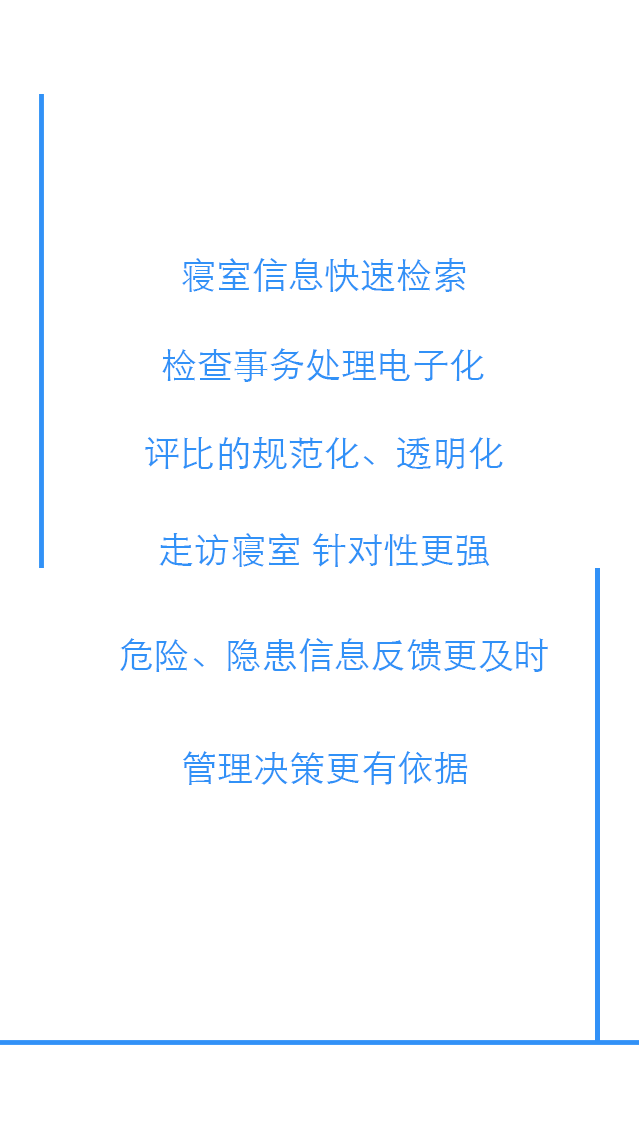 寝室信息快速检索
检查事务处理电子化
评比的规范化、透明化
走访寝室 针对性更强
危险、隐患信息反馈更及时
管理决策更有依据